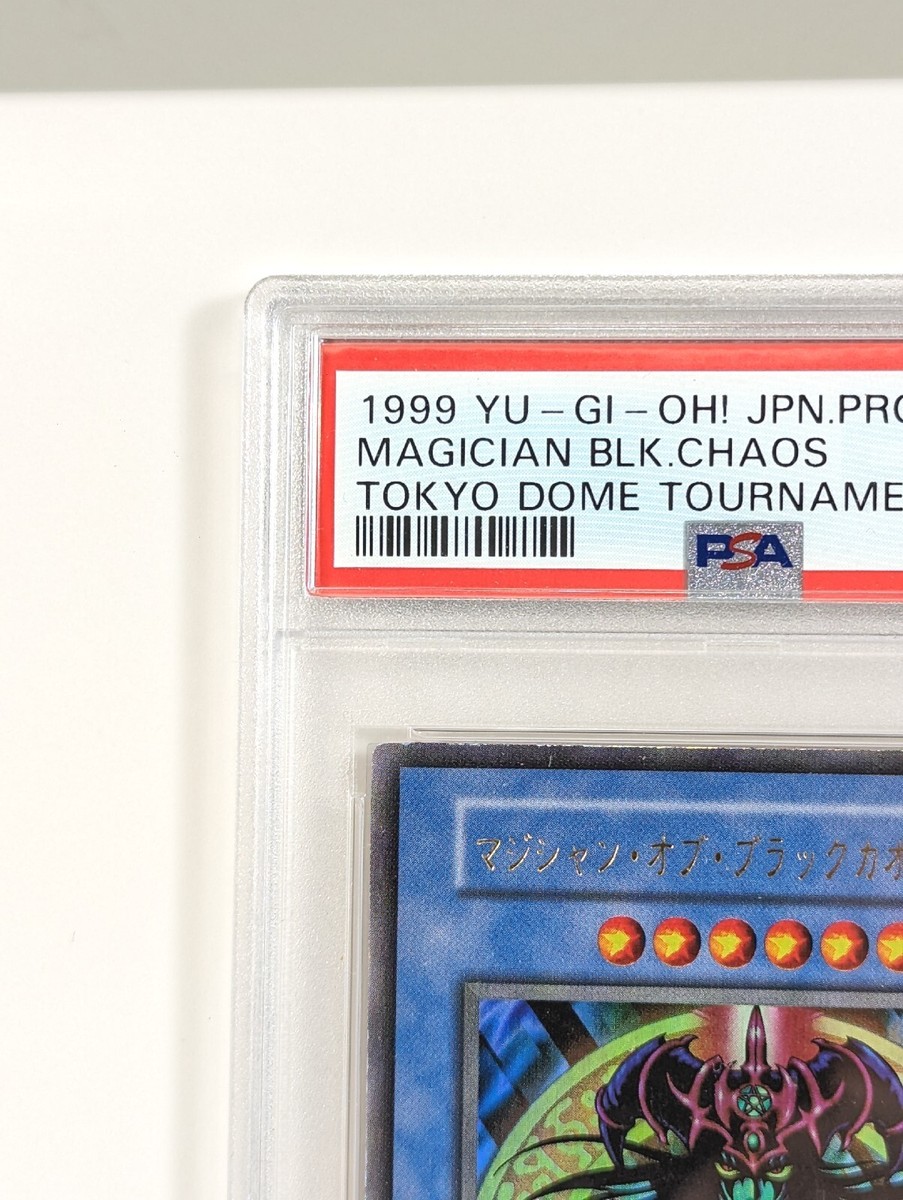 1999 YU-GI-OH! JPN.PRO
MAGICIAN BLK.CHAOS
TOKYO DOME TOURNAME
PSA
マジシャン・オブ・ブラックカオ